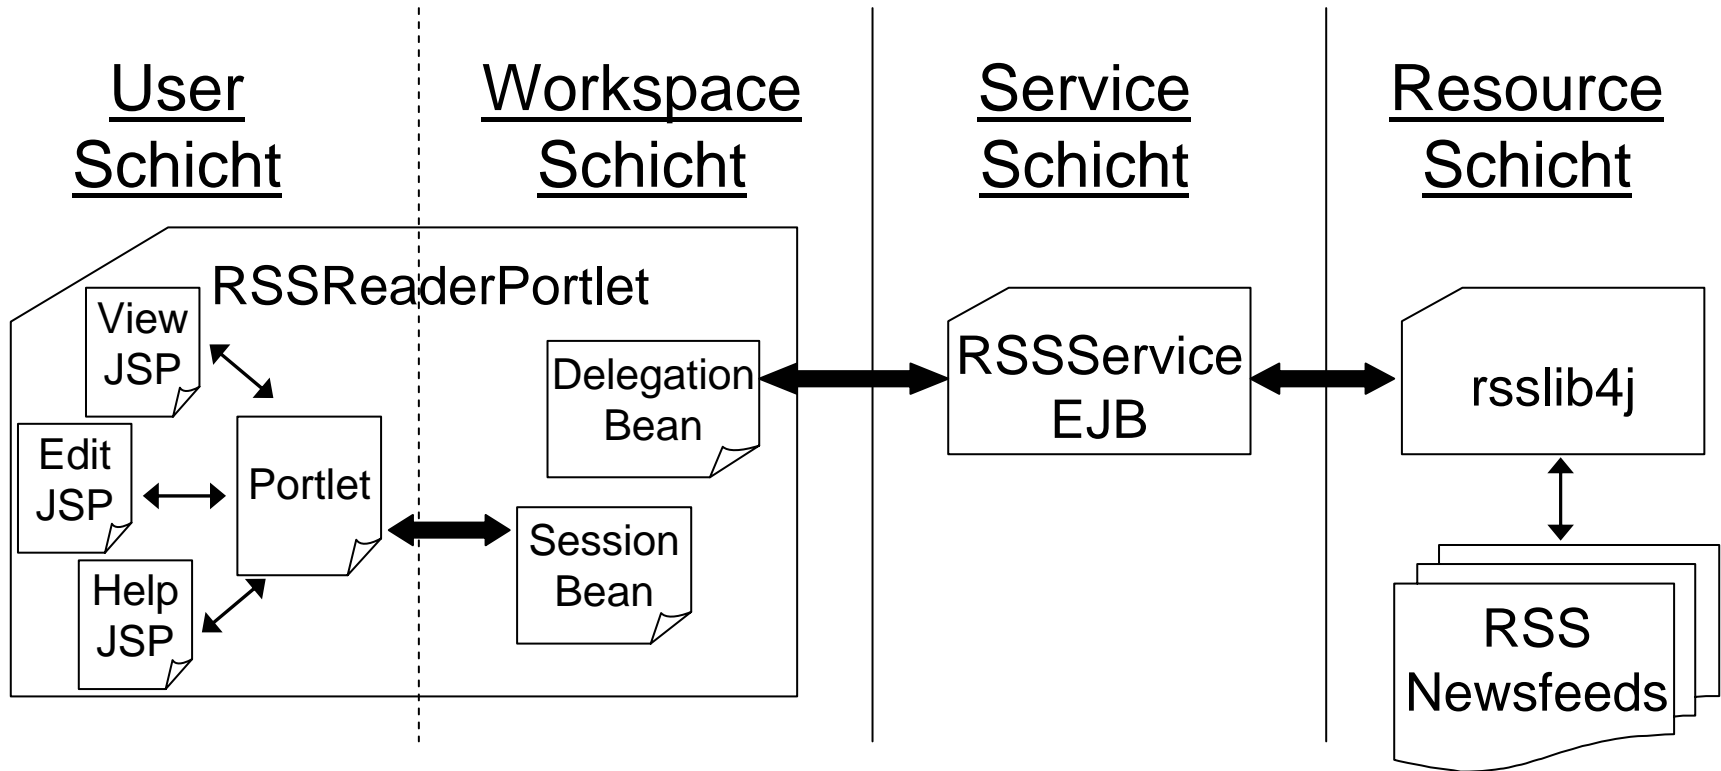 User
Schicht
Workspace
Schicht
Service
Schicht
Resource
Schicht
RSSReaderPortlet
View
JSP
Edit
JSP
Help
JSP
Portlet
Delegation
Bean
Session
Bean
RSSService
EJB
rsslib4j
RSS
Newsfeeds